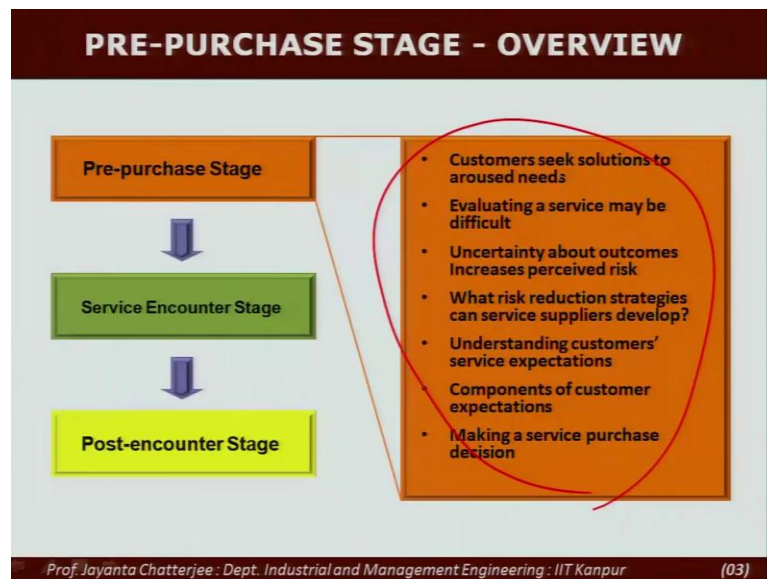 PRE-PURCHASE STAGE - OVERVIEW
Pre-purchase Stage
Service Encounter Stage
Post-encounter Stage
• Customers seek solutions to
aroused needs
• Evaluating a service may be
difficult
• Uncertainty about outcomes
Increases perceived risk
• What risk reduction strategies
can service suppliers develop?
• Understanding customers’
service expectations
• Components of customer
expectations
• Making a service purchase
decision
Prof. Jayanta Chatterjee : Dept. Industrial and Management Engineering : IIT Kanpur (03)